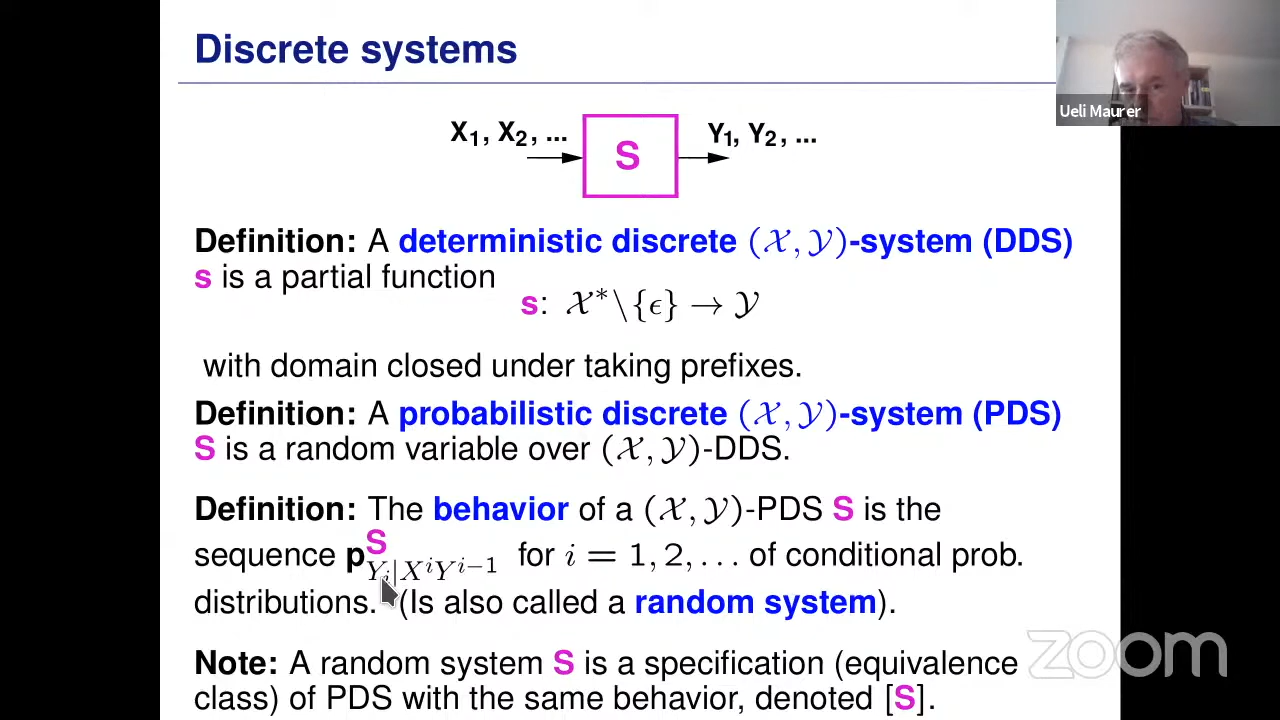 Discrete systems
Ueli Maurer
X₁, X₂, ...
S
Y₁, Y₂, ...
Definition: A deterministic discrete (𝒳, 𝒴)-system (DDS)
s is a partial function
s: 𝒳*\{ϵ} → 𝒴
with domain closed under taking prefixes.
Definition: A probabilistic discrete (𝒳, 𝒴)-system (PDS)
S is a random variable over (𝒳, 𝒴)-DDS.
Definition: The behavior of a (𝒳, 𝒴)-PDS S is the
sequence p^S_{Y_i|X^iY^{i−1}} for i = 1, 2, . . . of conditional prob.
distributions. (Is also called a random system).
Note: A random system S is a specification (equivalence
class) of PDS with the same behavior, denoted [S].
zoom